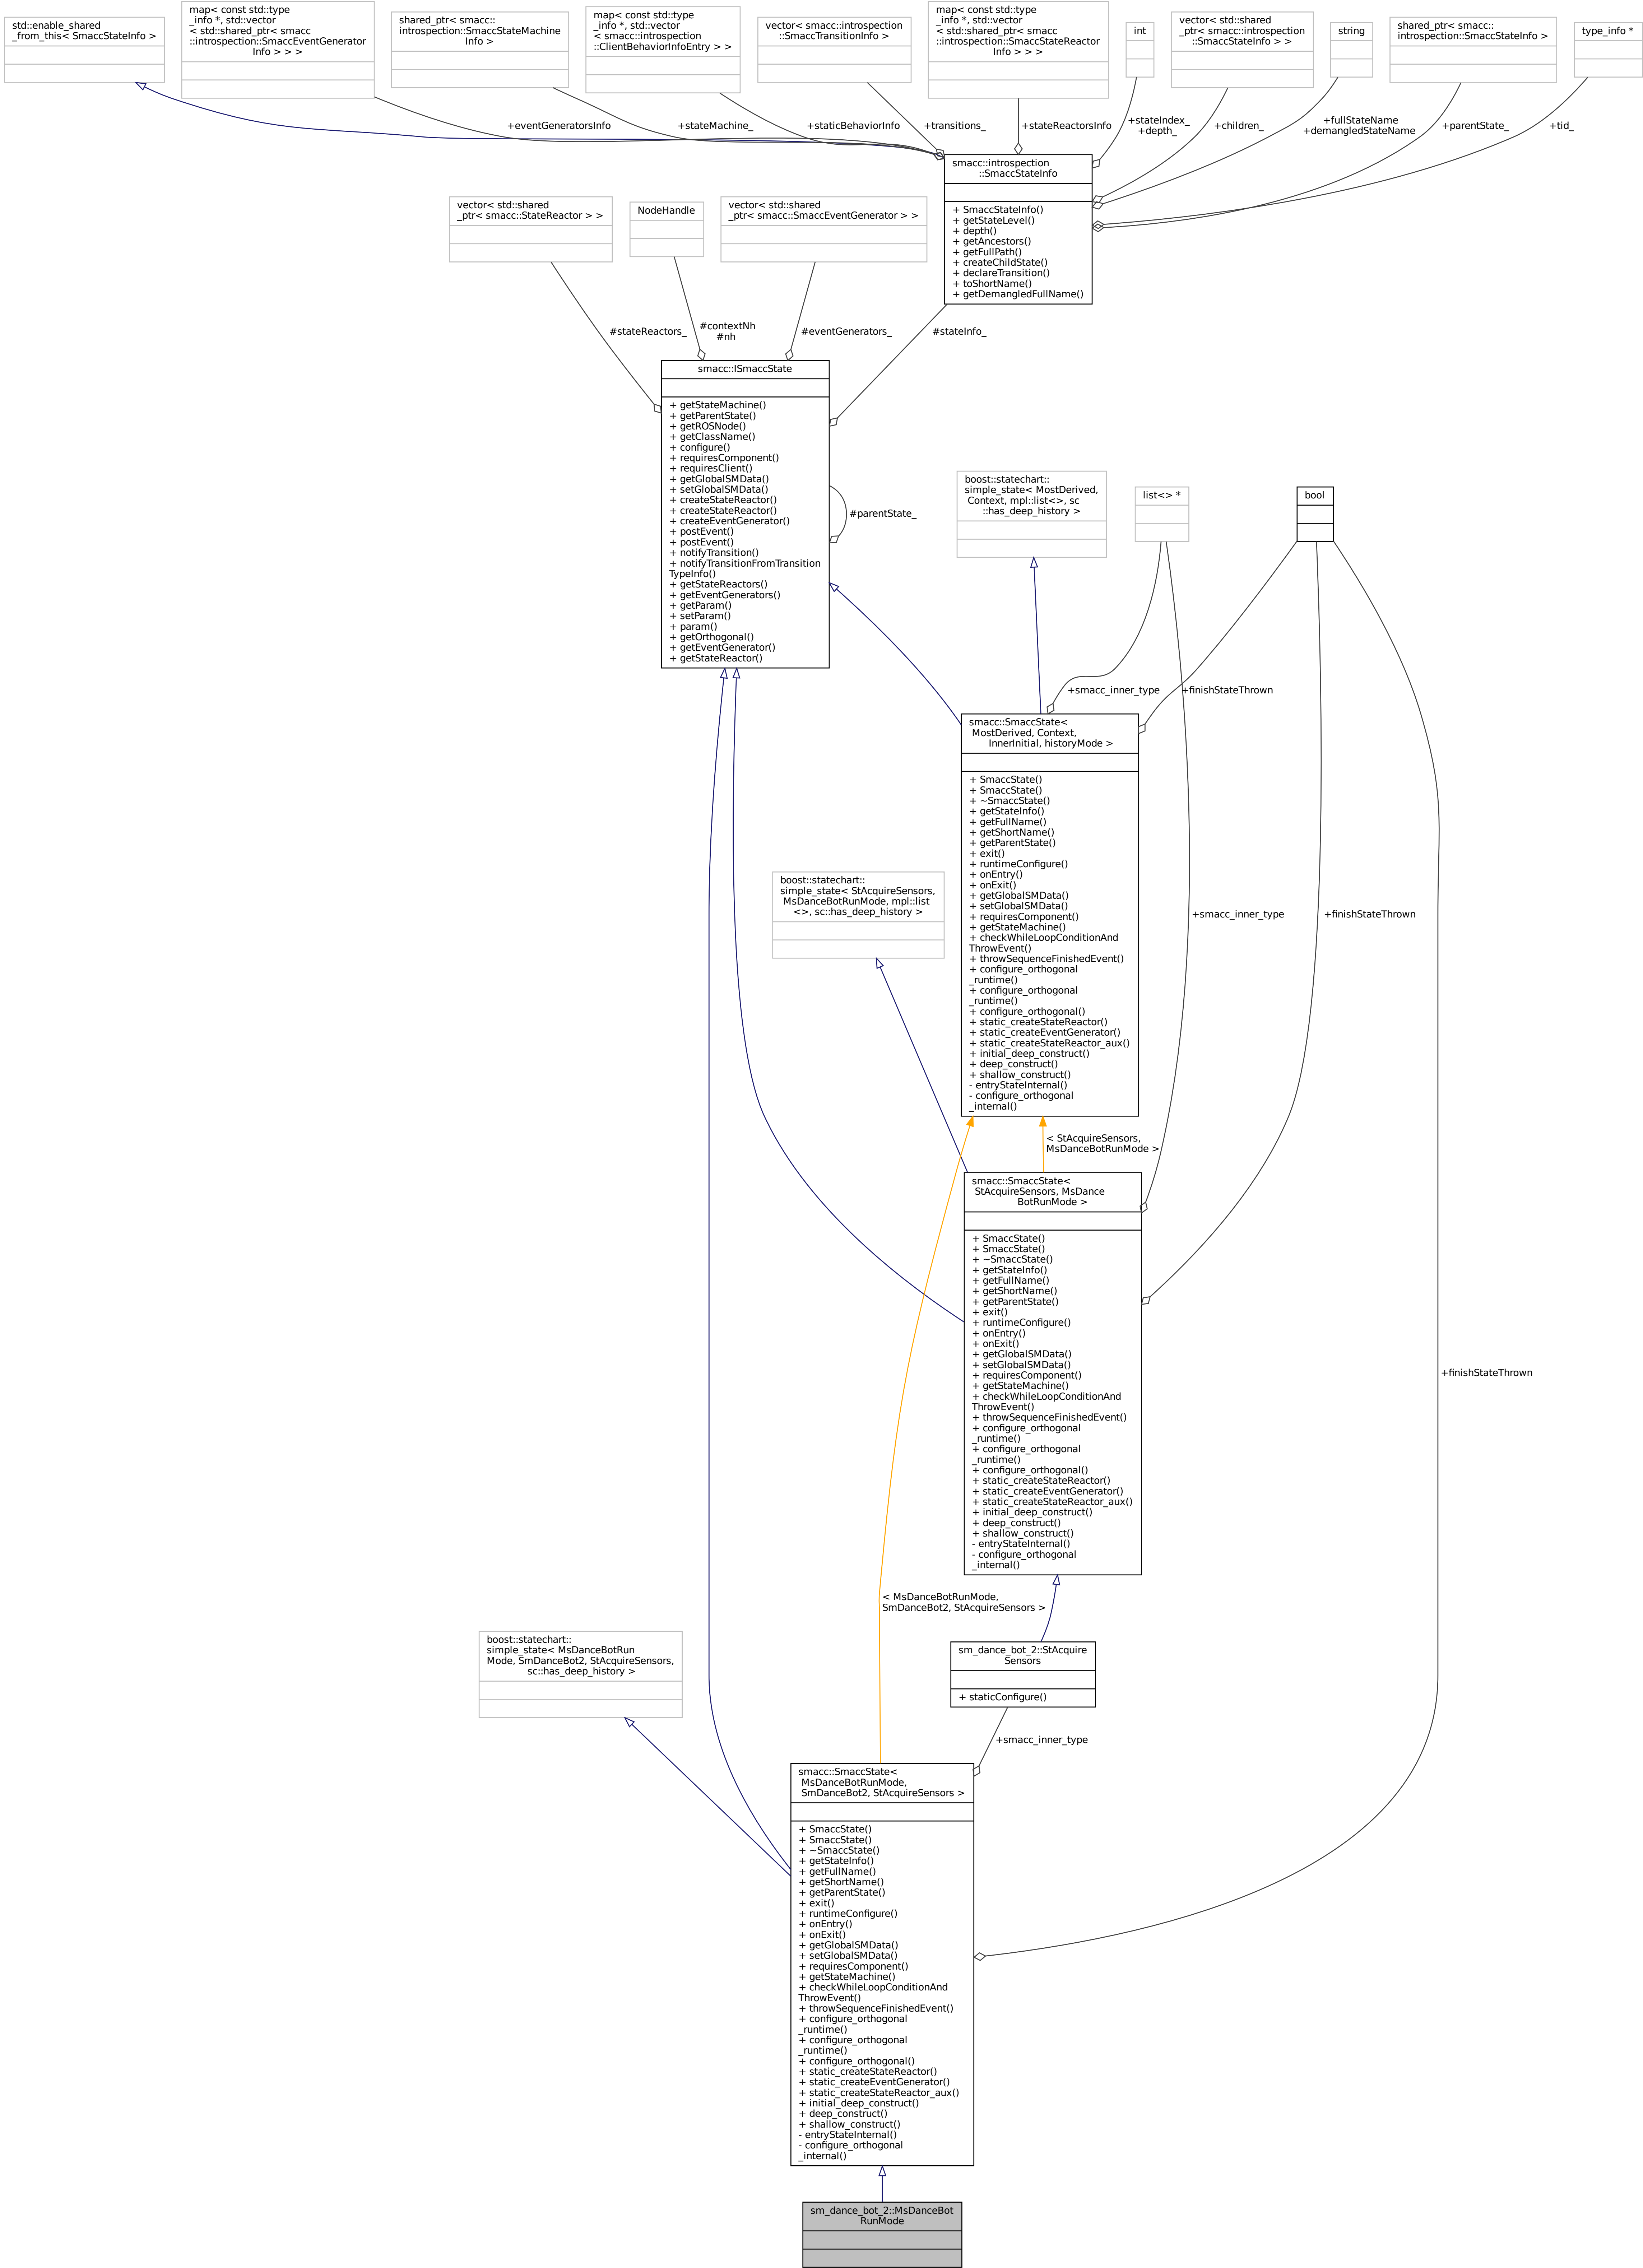 std::enable_shared
_from_this< SmaccStateInfo >
map< const std::type
_info *, std::vector
< std::shared_ptr< smacc
::introspection::SmaccEventGenerator
Info > > >
shared_ptr< smacc::
introspection::SmaccStateMachine
Info >
map< const std::type
_info *, std::vector
< smacc::introspection
::ClientBehaviorInfoEntry > >
vector< smacc::introspection
::SmaccTransitionInfo >
map< const std::type
_info *, std::vector
< std::shared_ptr< smacc
::introspection::SmaccStateReactor
Info > > >
int
vector< std::shared
_ptr< smacc::introspection
::SmaccStateInfo > >
string
shared_ptr< smacc::
introspection::SmaccStateInfo >
type_info *
+eventGeneratorsInfo
+stateMachine_
+staticBehaviorInfo
+transitions_
+stateReactorsInfo
+stateIndex_
+depth_
+children_
+fullStateName
+demangledStateName
+parentState_
+tid_
smacc::introspection
::SmaccStateInfo
+ SmaccStateInfo()
+ getStateLevel()
+ depth()
+ getAncestors()
+ getFullPath()
+ createChildState()
+ declareTransition()
+ toShortName()
+ getDemangledFullName()
vector< std::shared
_ptr< smacc::StateReactor > >
NodeHandle
vector< std::shared
_ptr< smacc::SmaccEventGenerator > >
#stateReactors_
#contextNh
#nh
#eventGenerators_
#stateInfo_
smacc::ISmaccState
+ getStateMachine()
+ getParentState()
+ getROSNode()
+ getClassName()
+ configure()
+ requiresComponent()
+ requiresClient()
+ getGlobalSMData()
+ setGlobalSMData()
+ createStateReactor()
+ createStateReactor()
+ createEventGenerator()
+ postEvent()
+ postEvent()
+ notifyTransition()
+ notifyTransitionFromTransition
TypeInfo()
+ getStateReactors()
+ getEventGenerators()
+ getParam()
+ setParam()
+ param()
+ getOrthogonal()
+ getEventGenerator()
+ getStateReactor()
#parentState_
boost::statechart::
simple_state< MostDerived,
Context, mpl::list<>, sc
::has_deep_history >
list<> *
bool
+smacc_inner_type
+finishStateThrown
smacc::SmaccState<
MostDerived, Context,
InnerInitial, historyMode >
+ SmaccState()
+ SmaccState()
+ ~SmaccState()
+ getStateInfo()
+ getFullName()
+ getShortName()
+ getParentState()
+ exit()
+ runtimeConfigure()
+ onEntry()
+ onExit()
+ getGlobalSMData()
+ setGlobalSMData()
+ requiresComponent()
+ getStateMachine()
+ checkWhileLoopConditionAnd
ThrowEvent()
+ throwSequenceFinishedEvent()
+ configure_orthogonal
_runtime()
+ configure_orthogonal
_runtime()
+ configure_orthogonal()
+ static_createStateReactor()
+ static_createEventGenerator()
+ static_createStateReactor_aux()
+ initial_deep_construct()
+ deep_construct()
+ shallow_construct()
- entryStateInternal()
- configure_orthogonal
_internal()
boost::statechart::
simple_state< StAcquireSensors,
MsDanceBotRunMode, mpl::list
<>, sc::has_deep_history >
+smacc_inner_type
+finishStateThrown
< StAcquireSensors,
MsDanceBotRunMode >
smacc::SmaccState<
StAcquireSensors, MsDance
BotRunMode >
+ SmaccState()
+ SmaccState()
+ ~SmaccState()
+ getStateInfo()
+ getFullName()
+ getShortName()
+ getParentState()
+ exit()
+ runtimeConfigure()
+ onEntry()
+ onExit()
+ getGlobalSMData()
+ setGlobalSMData()
+ requiresComponent()
+ getStateMachine()
+ checkWhileLoopConditionAnd
ThrowEvent()
+ throwSequenceFinishedEvent()
+ configure_orthogonal
_runtime()
+ configure_orthogonal
_runtime()
+ configure_orthogonal()
+ static_createStateReactor()
+ static_createEventGenerator()
+ static_createStateReactor_aux()
+ initial_deep_construct()
+ deep_construct()
+ shallow_construct()
- entryStateInternal()
- configure_orthogonal
_internal()
+finishStateThrown
< MsDanceBotRunMode,
SmDanceBot2, StAcquireSensors >
boost::statechart::
simple_state< MsDanceBotRun
Mode, SmDanceBot2, StAcquireSensors,
sc::has_deep_history >
sm_dance_bot_2::StAcquire
Sensors
+ staticConfigure()
+smacc_inner_type
smacc::SmaccState<
MsDanceBotRunMode,
SmDanceBot2, StAcquireSensors >
+ SmaccState()
+ SmaccState()
+ ~SmaccState()
+ getStateInfo()
+ getFullName()
+ getShortName()
+ getParentState()
+ exit()
+ runtimeConfigure()
+ onEntry()
+ onExit()
+ getGlobalSMData()
+ setGlobalSMData()
+ requiresComponent()
+ getStateMachine()
+ checkWhileLoopConditionAnd
ThrowEvent()
+ throwSequenceFinishedEvent()
+ configure_orthogonal
_runtime()
+ configure_orthogonal
_runtime()
+ configure_orthogonal()
+ static_createStateReactor()
+ static_createEventGenerator()
+ static_createStateReactor_aux()
+ initial_deep_construct()
+ deep_construct()
+ shallow_construct()
- entryStateInternal()
- configure_orthogonal
_internal()
sm_dance_bot_2::MsDanceBot
RunMode